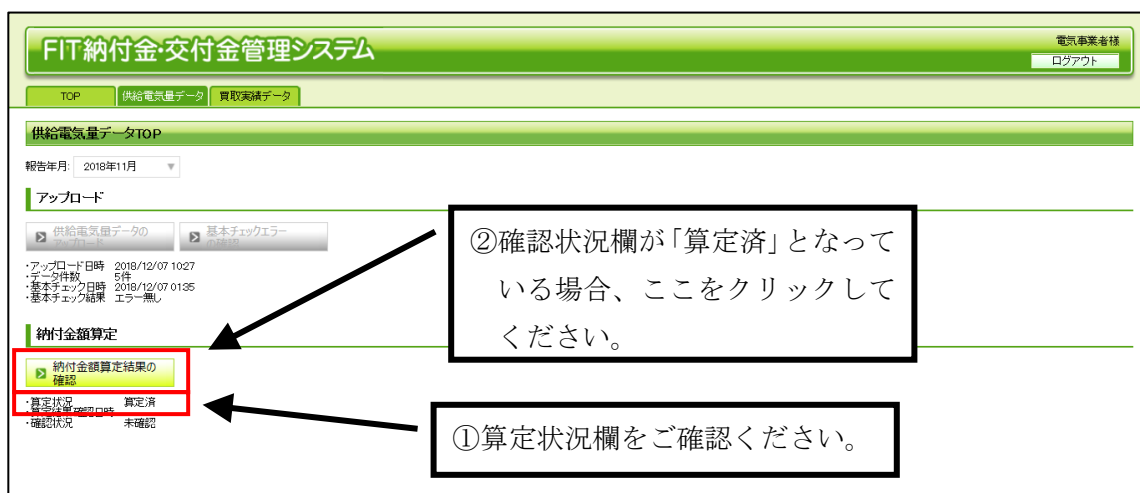 FIT納付金・交付金管理システム
電気事業者様
ログアウト
TOP
供給電気量データ
買取実績データ
供給電気量データTOP
報告年月: 2018年11月
アップロード
供給電気量データの
アップロード
基本チェックエラー
の確認
・アップロード日時 2018/12/07 10:27
・データ件数 5件
・基本チェック日時 2018/12/07 01:35
・基本チェック結果 エラー無し
②確認状況欄が「算定済」となって
いる場合、ここをクリックして
ください。
納付金額算定
納付金額算定結果の
確認
・算定状況 算定済
・算定結果確認日時
・確認状況 未確認
①算定状況欄をご確認ください。